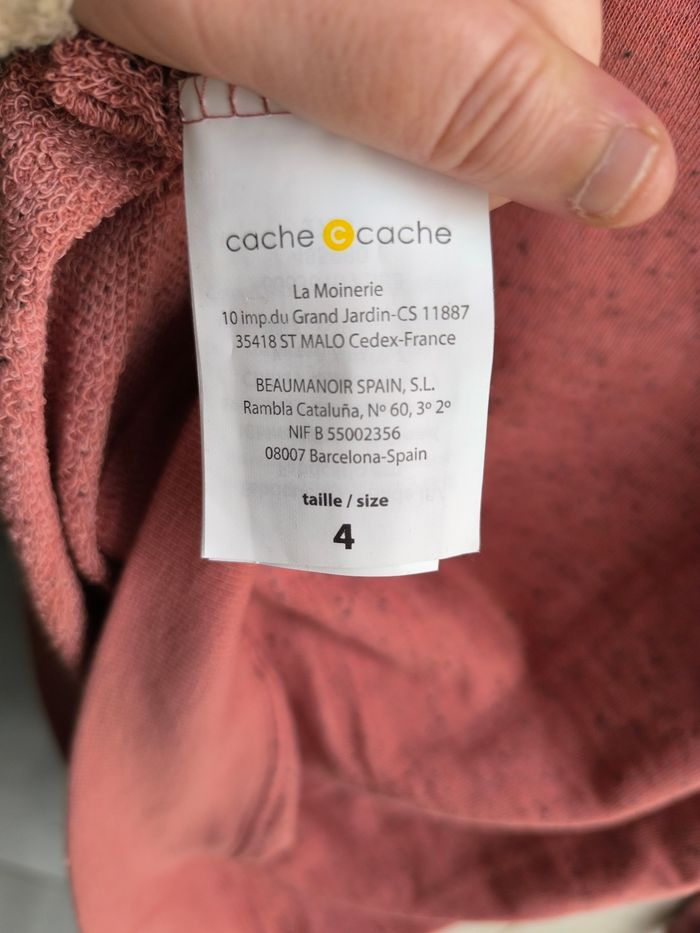 cache c cache
La Moinerie
10 imp.du Grand Jardin-CS 11887
35418 ST MALO Cedex-France
BEAUMANOIR SPAIN, S.L.
Rambla Cataluña, Nº 60, 3º 2º
NIF B 55002356
08007 Barcelona-Spain
taille / size
4